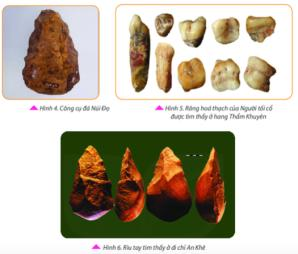 Hình 4. Công cụ đá Núi Đọ
Hình 5. Răng hoá thạch của Người tối cổ
được tìm thấy ở hang Thẩm Khuyên
Hình 6. Rìu tay tìm thấy ở di chỉ An Khê